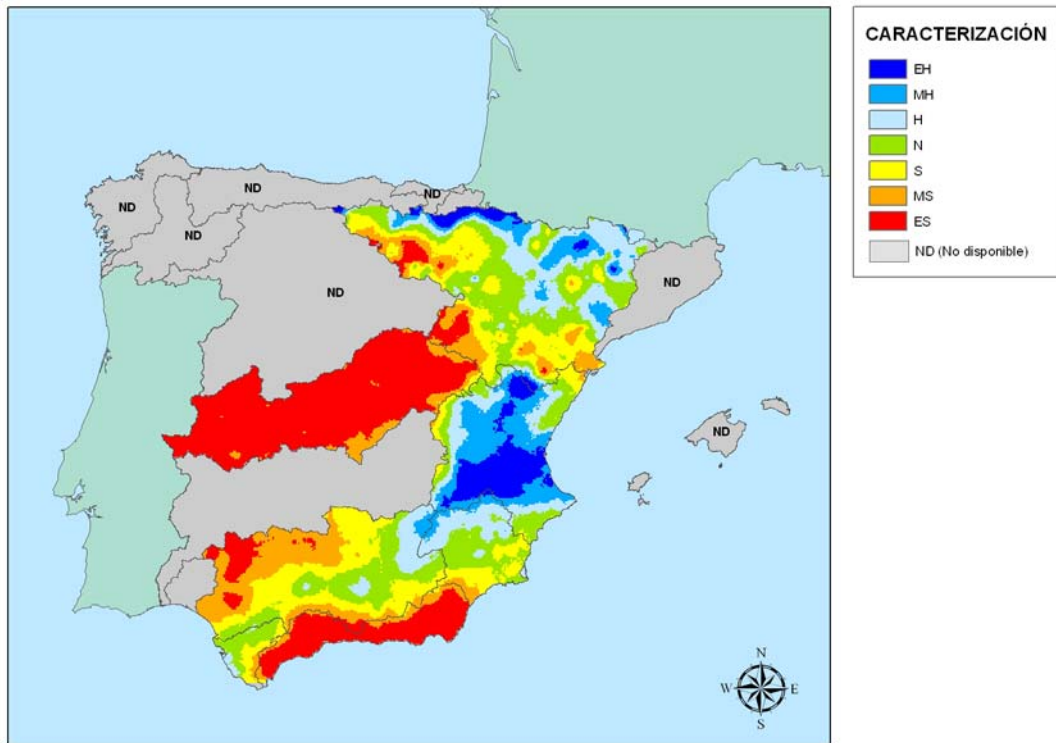 CARACTERIZACIÓN
EH
MH
H
N
S
MS
ES
ND (No disponible)
ND
ND
ND
ND
ND
ND
ND
N
W E
S